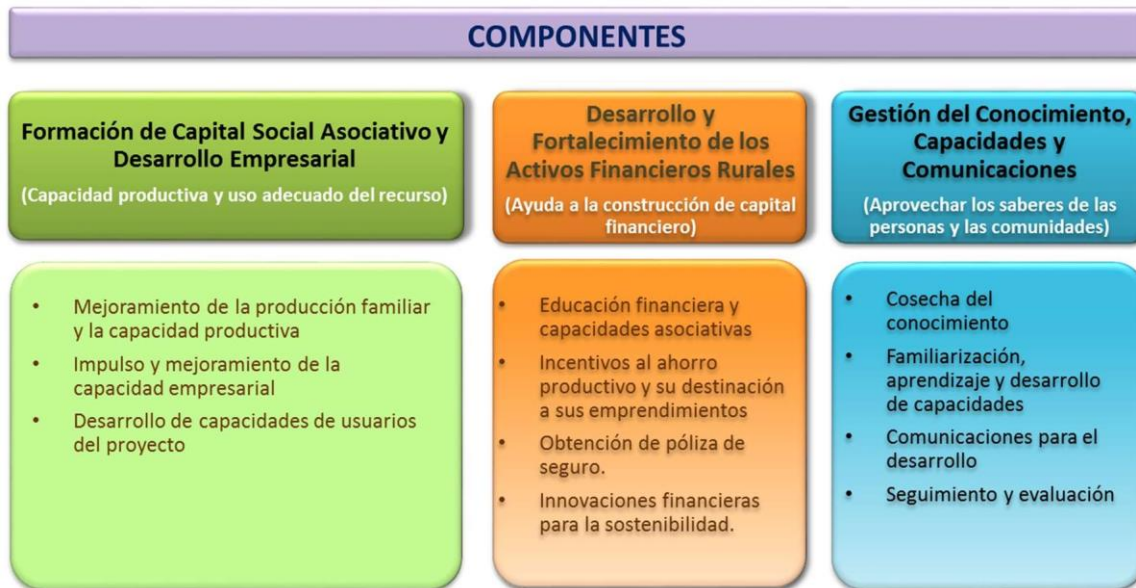 COMPONENTES
Formación de Capital Social Asociativo y
Desarrollo Empresarial
(Capacidad productiva y uso adecuado del recurso)
• Mejoramiento de la producción familiar
y la capacidad productiva
• Impulso y mejoramiento de la
capacidad empresarial
• Desarrollo de capacidades de usuarios
del proyecto
Desarrollo y
Fortalecimiento de los
Activos Financieros Rurales
(Ayuda a la construcción de capital
financiero)
• Educación financiera y
capacidades asociativas
• Incentivos al ahorro
productivo y su destinación
a sus emprendimientos
• Obtención de póliza de
seguro.
• Innovaciones financieras
para la sostenibilidad.
Gestión del Conocimiento,
Capacidades y
Comunicaciones
(Aprovechar los saberes de las
personas y las comunidades)
• Cosecha del
conocimiento
• Familiarización,
aprendizaje y desarrollo
de capacidades
• Comunicaciones para el
desarrollo
• Seguimiento y evaluación